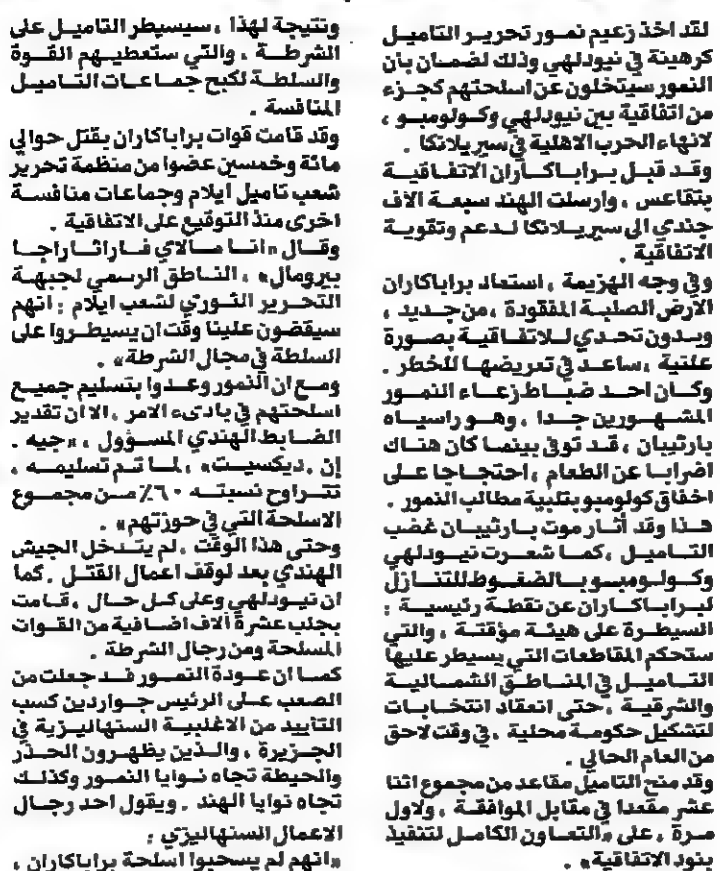 لقد اخذ زعيم نمور تحرير التاميل
كرهينة في نيودلهي وذلك لضمان بان
النمور سيتخلون عن اسلحتهم كجزء
من اتفاقية بين نيودلهي وكولومبو ،
لانهاء الحرب الاهلية في سريلانكا .
وقد قبل براباكاران الاتفاقية
بتقاعس ، وارسلت الهند سبعة الاف
جندي الى سيريلانكا لدعم وتقوية
الاتفاقية .
وفي وجه الهزيمة ، استعاد براباكاران
الارض الصلبة المفقودة ، من جديد ،
وبدون تحدي للاتفاقية بصورة
علنية ، ساعد في تعريضها للخطر .
وكان احد ضباط زعماء النمور
المشهورين جدا ، وهو راسياه
بارثيبان ، قد توفي بينما كان هناك
اضرابا عن الطعام ، احتجاجا على
اخفاق كولومبو بتلبية مطالب النمور .
هذا وقد أثار موت بارثيبان غضب
التاميل ، كما شعرت نيودلهي
وكولومبو بالضغوط للتنازل
لبراباكاران عن نقطة رئيسية :
السيطرة على هيئة مؤقتة ، والتي
ستحكم المقاطعات التي يسيطر عليها
التاميل في المناطق الشمالية
والشرقية ، حتى انعقاد انتخابات
لتشكيل حكومة محلية ، في وقت لاحق
من العام الحالي .
وقد منح التاميل مقاعد من مجموع اثنا
عشر مقعدا في مقابل الموافقة ، ولاول
مرة ، على «التعاون الكامل لتنفيذ
بنود الاتفاقية» .
ونتيجة لهذا ، سيسيطر التاميل على
الشرطة ، والتي ستعطيهم القوة
والسلطة لكبح جماعات التاميل
المنافسة .
وقد قامت قوات براباكاران بقتل حوالي
مائة وخمسين عضوا من منظمة تحرير
شعب تاميل ايلام وجماعات منافسة
اخرى منذ التوقيع على الاتفاقية .
وقال «انا مالاي فاراثاراجا
بيرومال» ، الناطق الرسمي لجبهة
التحرير الثوري لشعب ايلام : انهم
سيقضون علينا وقت ان يسيطروا على
السلطة في مجال الشرطة» .
ومع ان النمور وعدوا بتسليم جميع
اسلحتهم في بادىء الامر ، الا ان تقدير
الضابط الهندي المسؤول ، «جيه .
إن . ديكسيت» ، لما تم تسليمه ،
تتراوح نسبته ٦٠٪ من مجموع
الاسلحة التي في حوزتهم» .
وحتى هذا الوقت ، لم يتدخل الجيش
الهندي بعد لوقف اعمال القتل . كما
ان نيودلهي وعلى كل حال ، قامت
بجلب عشرة الاف اضافية من القوات
المسلحة ومن رجال الشرطة .
كما ان عودة النمور قد جعلت من
الصعب على الرئيس جواردين كسب
التأييد من الاغلبية السنهاليزية في
الجزيرة ، والذين يظهرون الحذر
والحيطة تجاه نوايا النمور وكذلك
تجاه نوايا الهند . ويقول احد رجال
الاعمال السنهاليزي :
«انهم لم يسحبوا اسلحة براباكاران ،